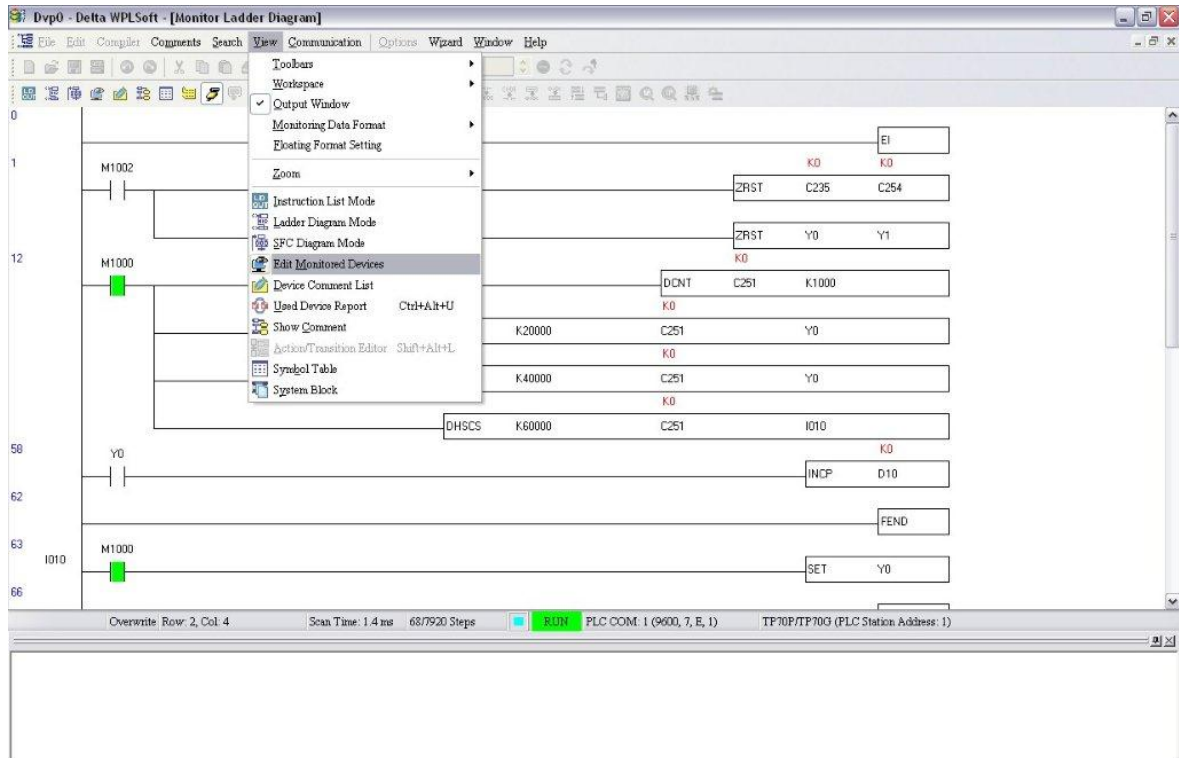 Dvp0 - Delta WPLSoft - [Monitor Ladder Diagram]
File Edit Compiler Comments Search View Communication Options Wizard Window Help
Toolbars
Workspace
Output Window
Monitoring Data Format
Floating Format Setting
Zoom
Instruction List Mode
Ladder Diagram Mode
SFC Diagram Mode
Edit Monitored Devices
Device Comment List
Used Device Report Ctrl+Alt+U
Show Comment
Action/Transition Editor Shift+Alt+L
Symbol Table
System Block
0
EI
1
M1002
K0 K0
ZRST C235 C254
ZRST Y0 Y1
12
M1000
K0
DCNT C251 K1000
K0
K20000 C251 Y0
K0
K40000 C251 Y0
K0
DHSCS K60000 C251 I010
58
Y0
K0
INCP D10
62
FEND
63
I010
M1000
SET Y0
66
Overwrite Row: 2, Col: 4 Scan Time: 1.4 ms 68/7920 Steps RUN PLC COM: 1 (9600, 7, E, 1) TP70P/TP70G (PLC Station Address: 1)